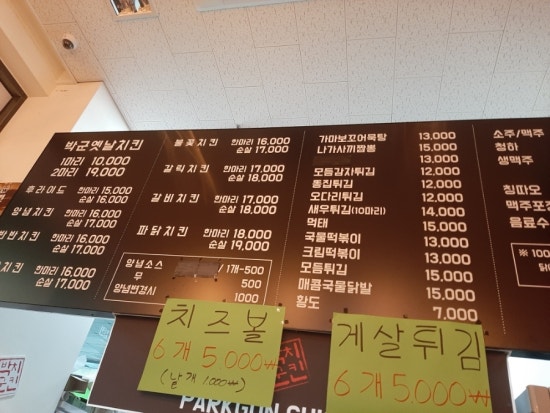 박군옛날치킨
1마리 10,000
2마리 19,000
후라이드 한마리 15,000
순살 16,000
양념치킨 한마리 16,000
순살 17,000
반반치킨 한마리 16,000
순살 17,000
치킨 한마리 16,000
순살 17,000
불꽃치킨 한마리 16,000
순살 17,000
갈릭치킨 한마리 17,000
순살 18,000
갈비치킨 한마리 17,000
순살 18,000
파닭치킨 한마리 18,000
순살 19,000
양념소스 / 1개-500
무 500
양념변경시 1000
가마보꼬어묵탕 13,000
나가사끼짬뽕 15,000
모듬감자튀김 12,000
똥집튀김 12,000
오다리튀김 12,000
새우튀김(10마리) 14,000
먹태 15,000
국물떡볶이 13,000
크림떡볶이 13,000
모듬튀김 15,000
매콤국물닭발 15,000
황도 7,000
소주/맥주
청하
생맥주
칭따오
맥주포장
음료수
※ 100
치즈볼
6개 5.000₩
(낱개 1.000₩)
게살튀김
6개 5.000₩
PARKGUN